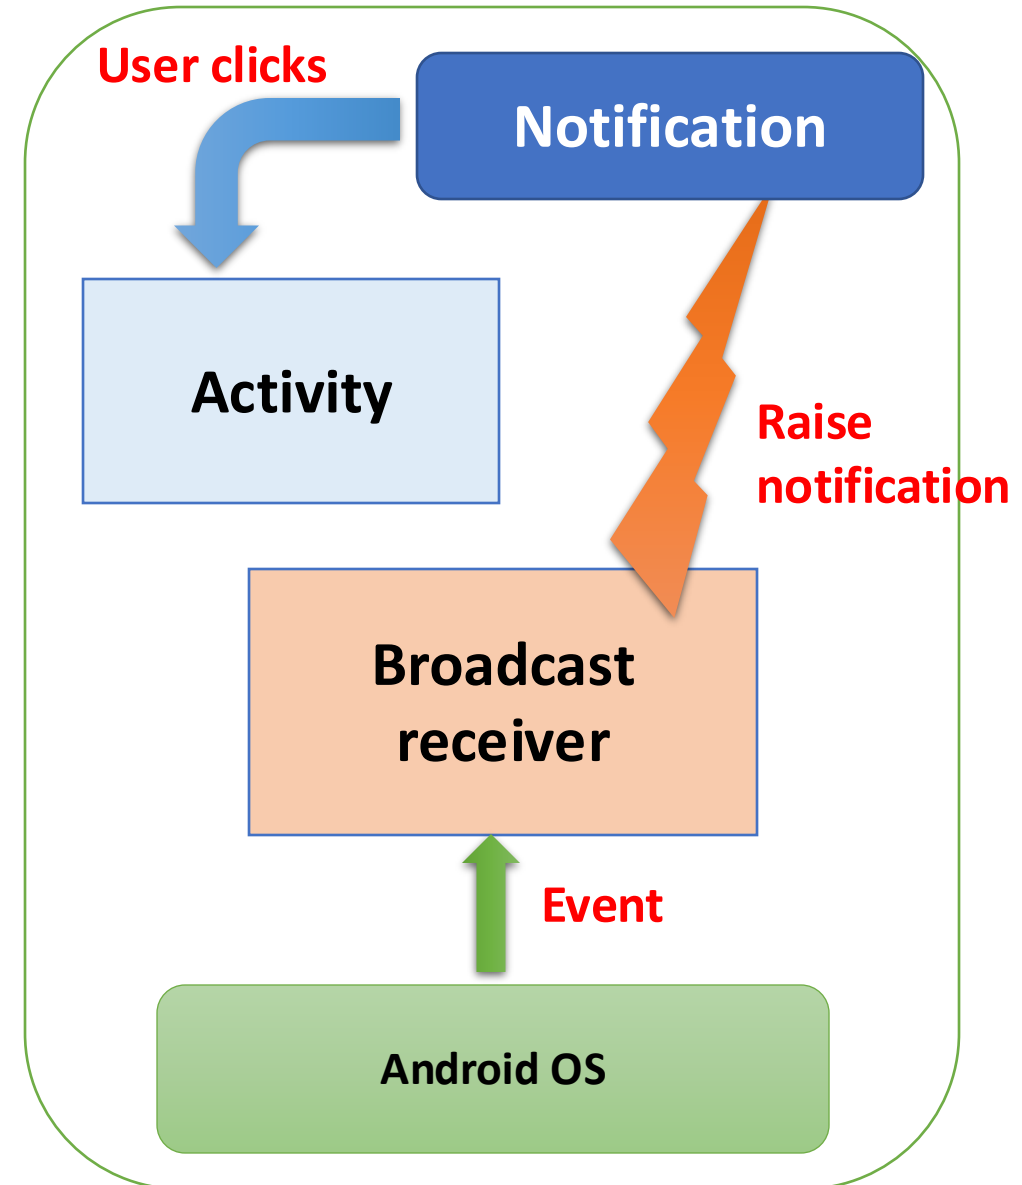 User clicks
Notification
Activity
Raise
notification
Broadcast
receiver
Event
Android OS